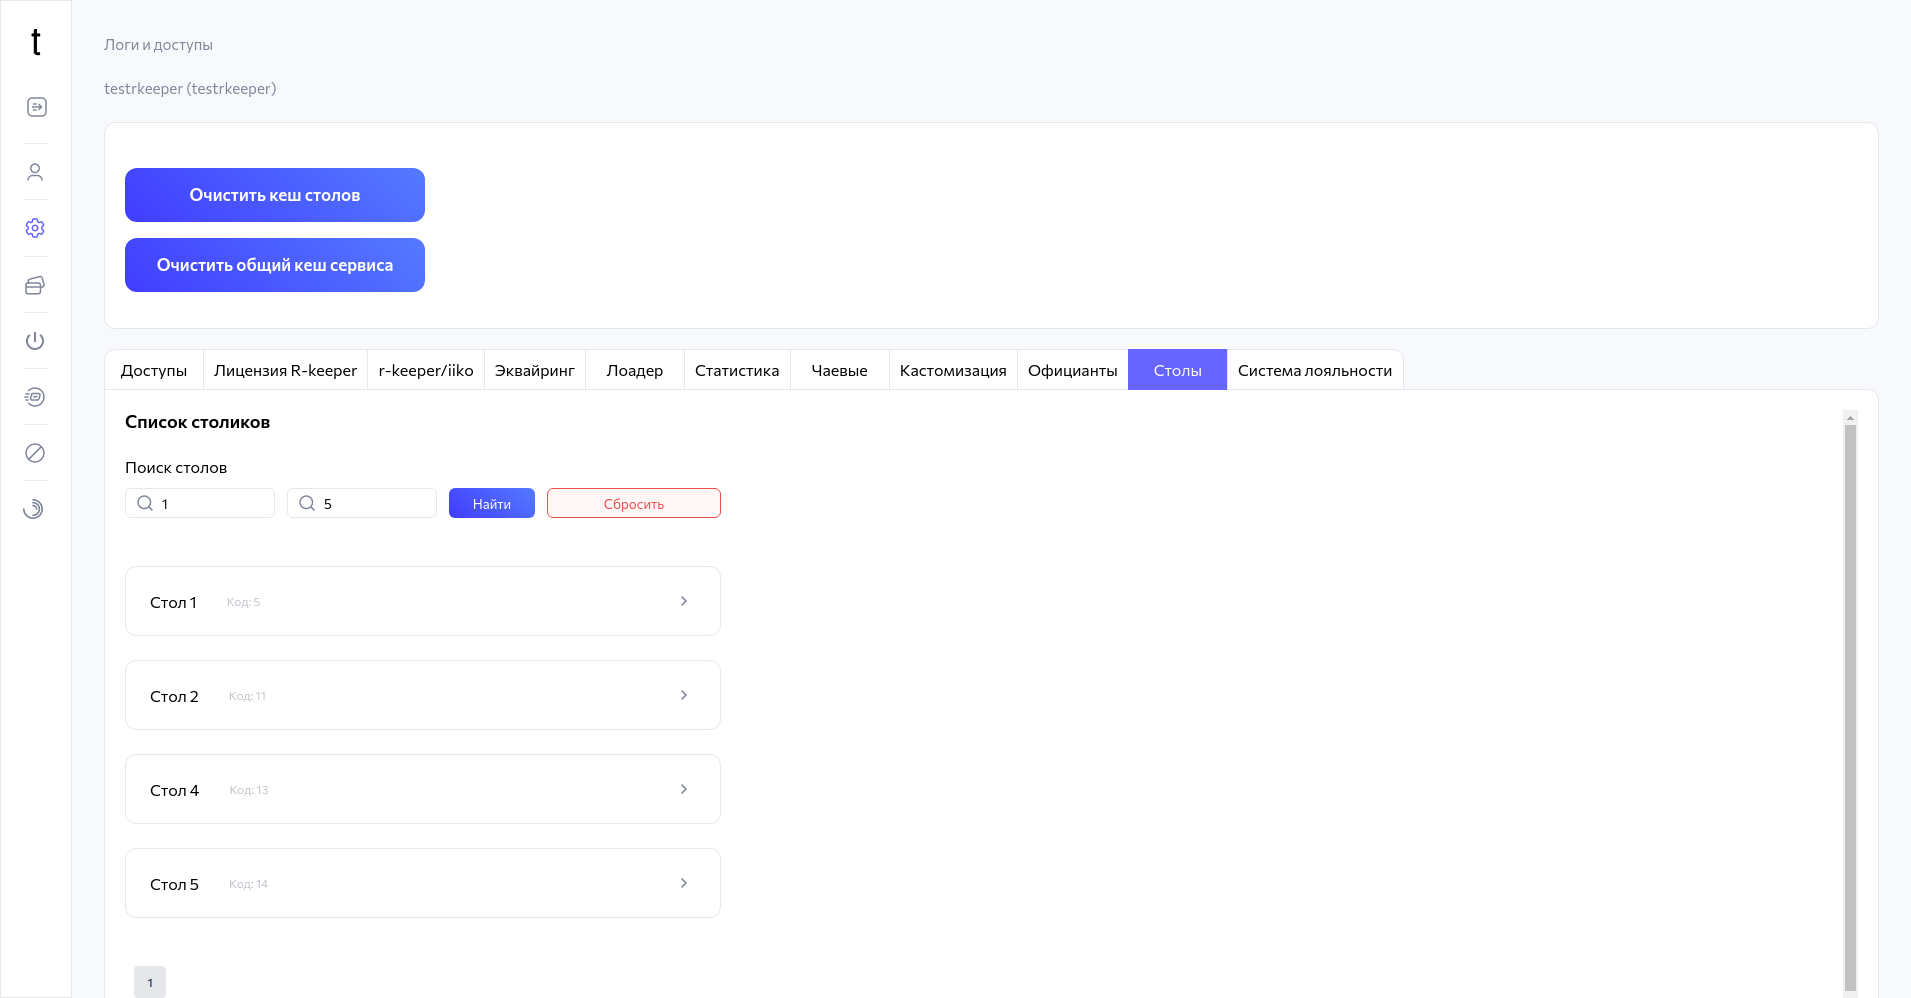 t
Логи и доступы
testrkeeper (testrkeeper)
Очистить кеш столов
Очистить общий кеш сервиса
Доступы Лицензия R-keeper r-keeper/iiko Эквайринг Лоадер Статистика Чаевые Кастомизация Официанты Столы Система лояльности
Список столиков
Поиск столов
1 5 Найти Сбросить
Стол 1 Код: 5
Стол 2 Код: 11
Стол 4 Код: 13
Стол 5 Код: 14
1